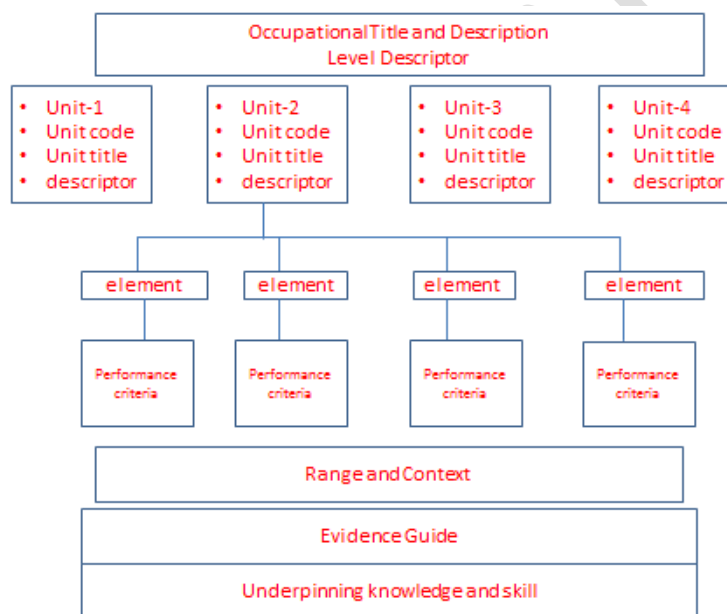 Occupational Title and Description
Level Descriptor
• Unit-1
• Unit code
• Unit title
• descriptor
• Unit-2
• Unit code
• Unit title
• descriptor
• Unit-3
• Unit code
• Unit title
• descriptor
• Unit-4
• Unit code
• Unit title
• descriptor
element
element
element
element
Performance
criteria
Performance
criteria
Performance
criteria
Performance
criteria
Range and Context
Evidence Guide
Underpinning knowledge and skill